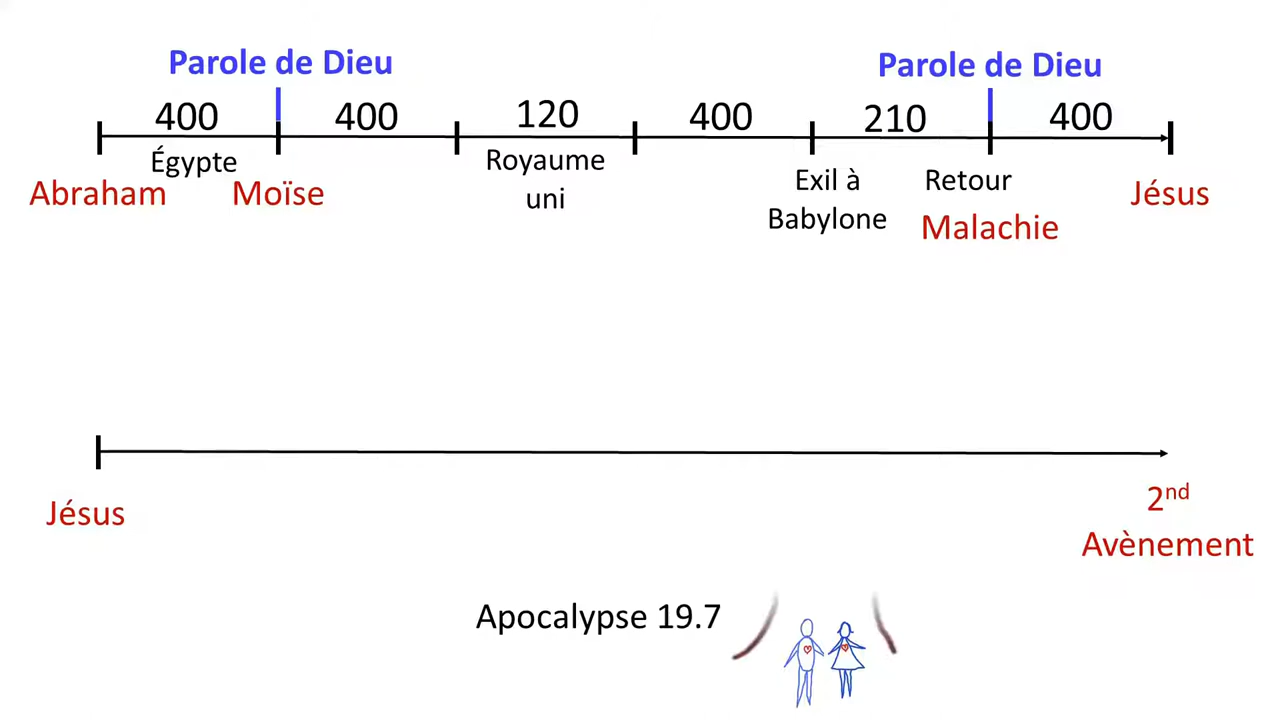 Parole de Dieu
Parole de Dieu
400
400
120
400
210
400
Égypte
Royaume
uni
Exil à
Babylone
Retour
Abraham
Moïse
Malachie
Jésus
Jésus
2nd
Avènement
Apocalypse 19.7